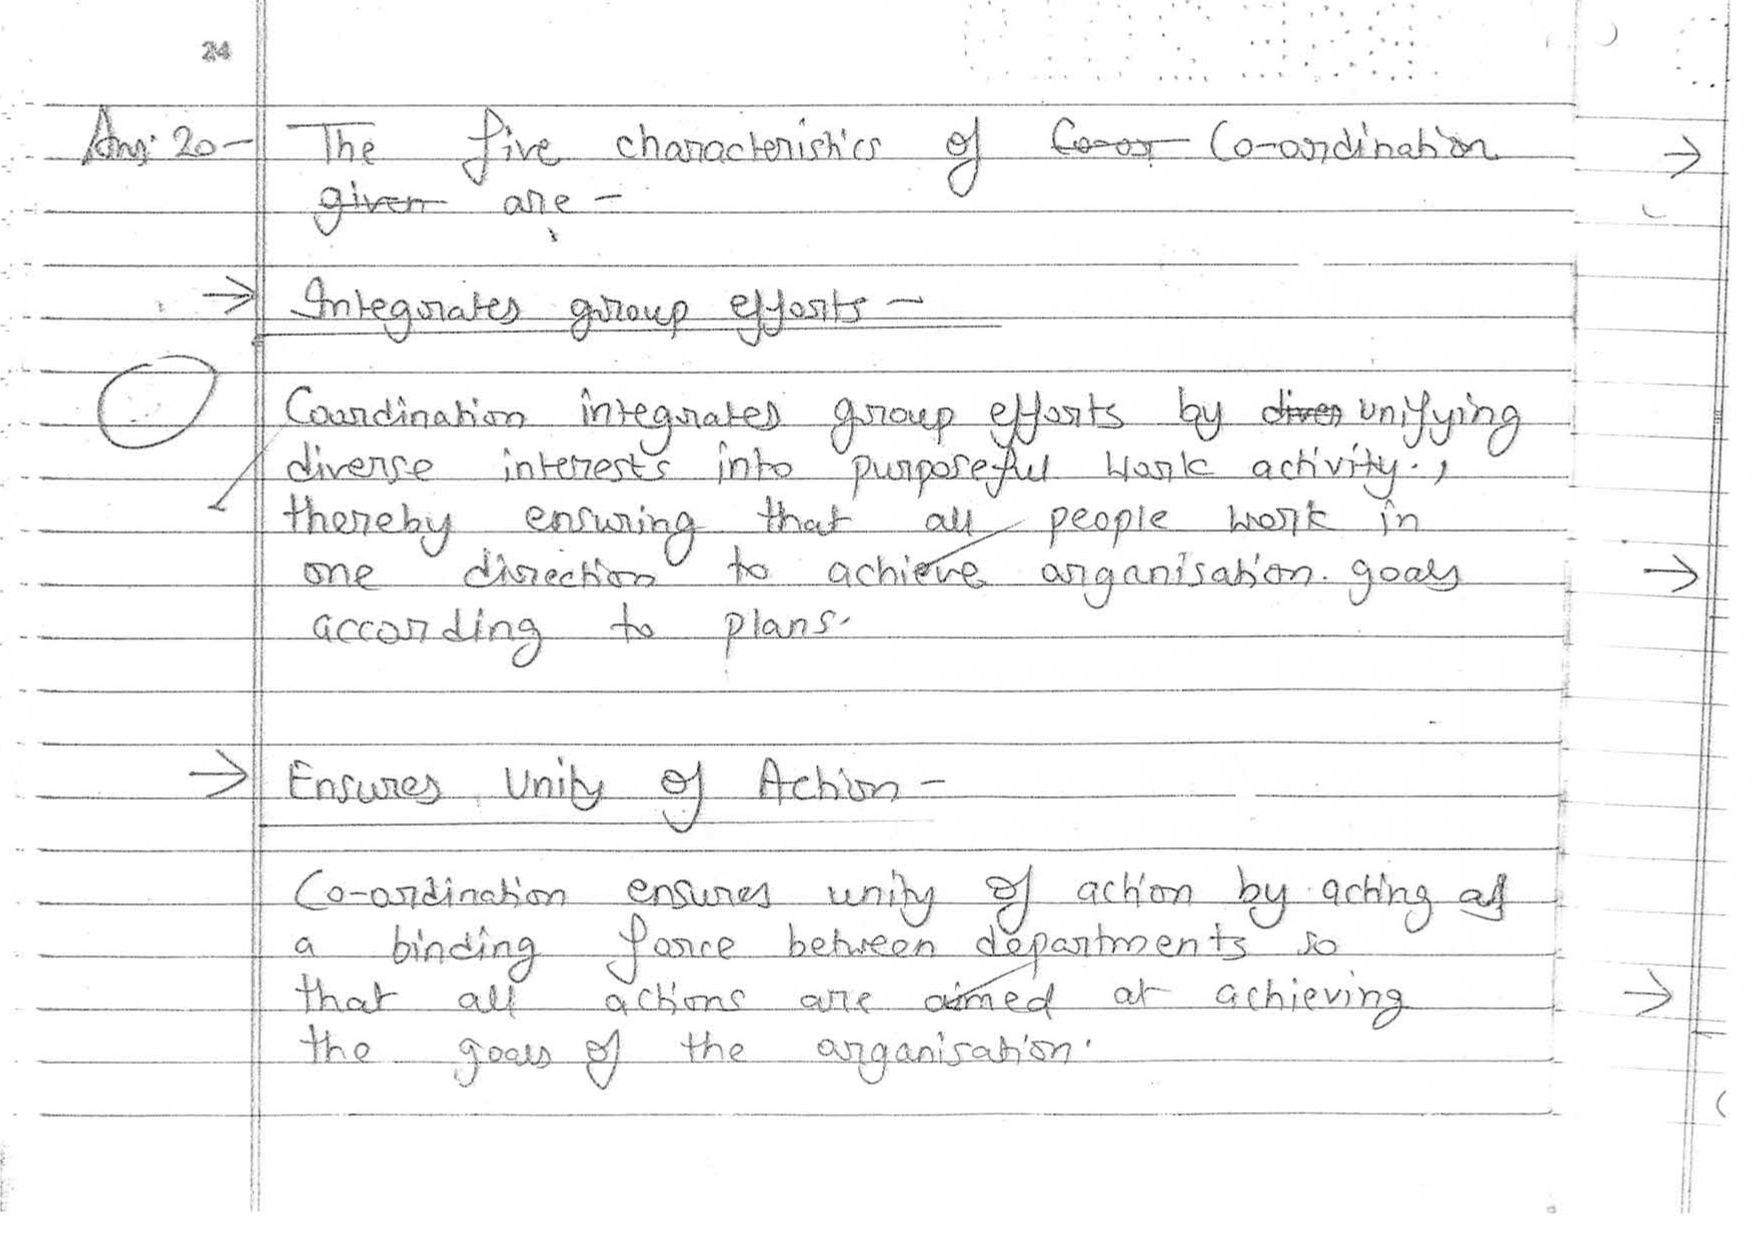 24
Ans: 20- The five characteristics of Co-or Co-ordination
given are -
→ Integrates group efforts -
Coordination integrates group efforts by diver unifying
diverse interests into purposeful work activity.,
thereby ensuring that all people work in
one direction to achieve organisation. goals
according to plans.
→ Ensures Unity of Action -
Co-ordination ensures unity of action by acting as
a binding force between departments so
that all actions are aimed at achieving
the goals of the organisation.